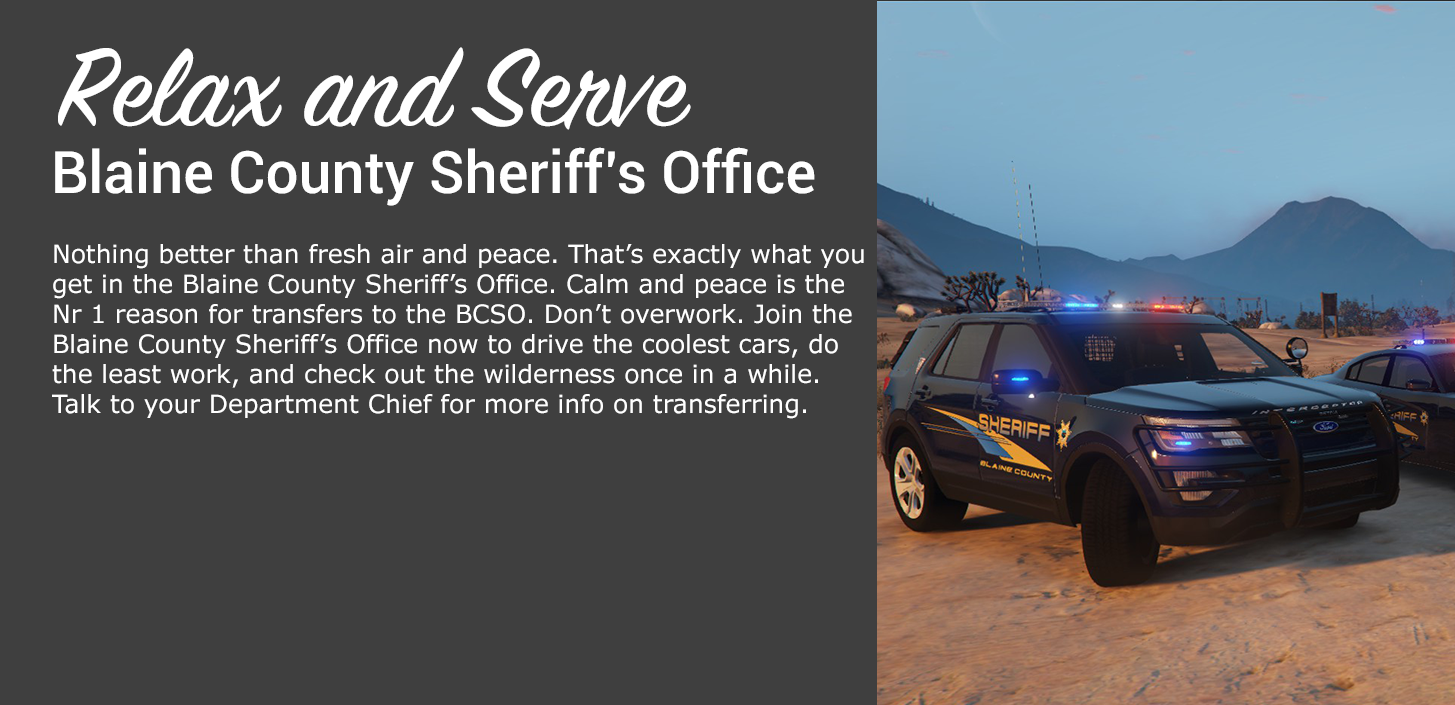 Relax and Serve
Blaine County Sheriff's Office
Nothing better than fresh air and peace. That’s exactly what you
get in the Blaine County Sheriff’s Office. Calm and peace is the
Nr 1 reason for transfers to the BCSO. Don’t overwork. Join the
Blaine County Sheriff’s Office now to drive the coolest cars, do
the least work, and check out the wilderness once in a while.
Talk to your Department Chief for more info on transferring.
INTERCEPTOR
Ford
SHERIFF
BLAINE COUNTY